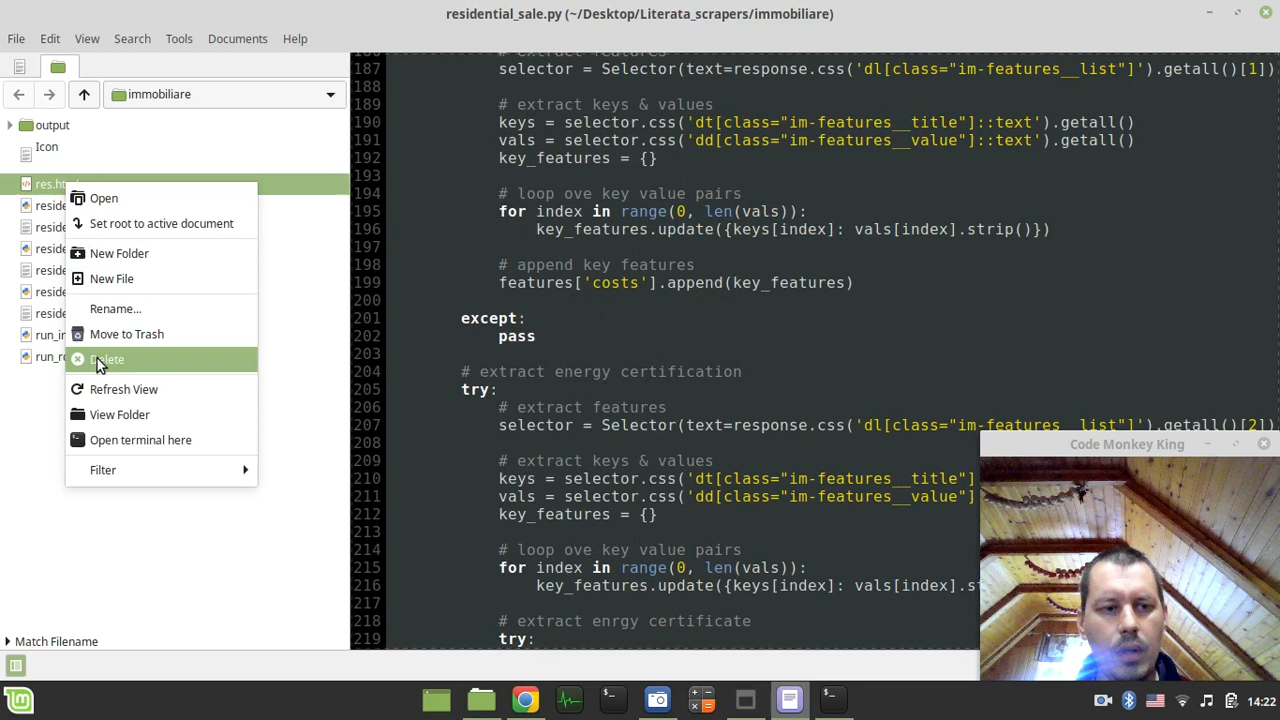 residential_sale.py (~/Desktop/Literata_scrapers/immobiliare)
File Edit View Search Tools Documents Help
immobiliare
output
Icon
Open
Set root to active document
New Folder
New File
Rename...
Move to Trash
Delete
Refresh View
View Folder
Open terminal here
Filter
Match Filename
187 selector = Selector(text=response.css('dl[class="im-features__list"]').getall()[1])
188
189 # extract keys & values
190 keys = selector.css('dt[class="im-features__title"]::text').getall()
191 vals = selector.css('dd[class="im-features__value"]::text').getall()
192 key_features = {}
193
194 # loop ove key value pairs
195 for index in range(0, len(vals)):
196 key_features.update({keys[index]: vals[index].strip()})
197
198 # append key features
199 features['costs'].append(key_features)
200
201 except:
202 pass
203
204 # extract energy certification
205 try:
206 # extract features
207 selector = Selector(text=response.css('dl[class="im-features__list"]').getall()[2])
208
209 # extract keys & values
210 keys = selector.css('dt[class="im-features__title"]
211 vals = selector.css('dd[class="im-features__value"]
212 key_features = {}
213
214 # loop ove key value pairs
215 for index in range(0, len(vals)):
216 key_features.update({keys[index]: vals[index].st
217
218 # extract enrgy certificate
219 try:
Code Monkey King
14:22